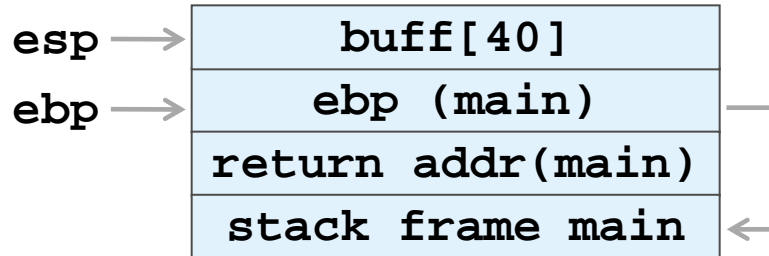 esp buff[40]
ebp ebp (main)
return addr(main)
stack frame main